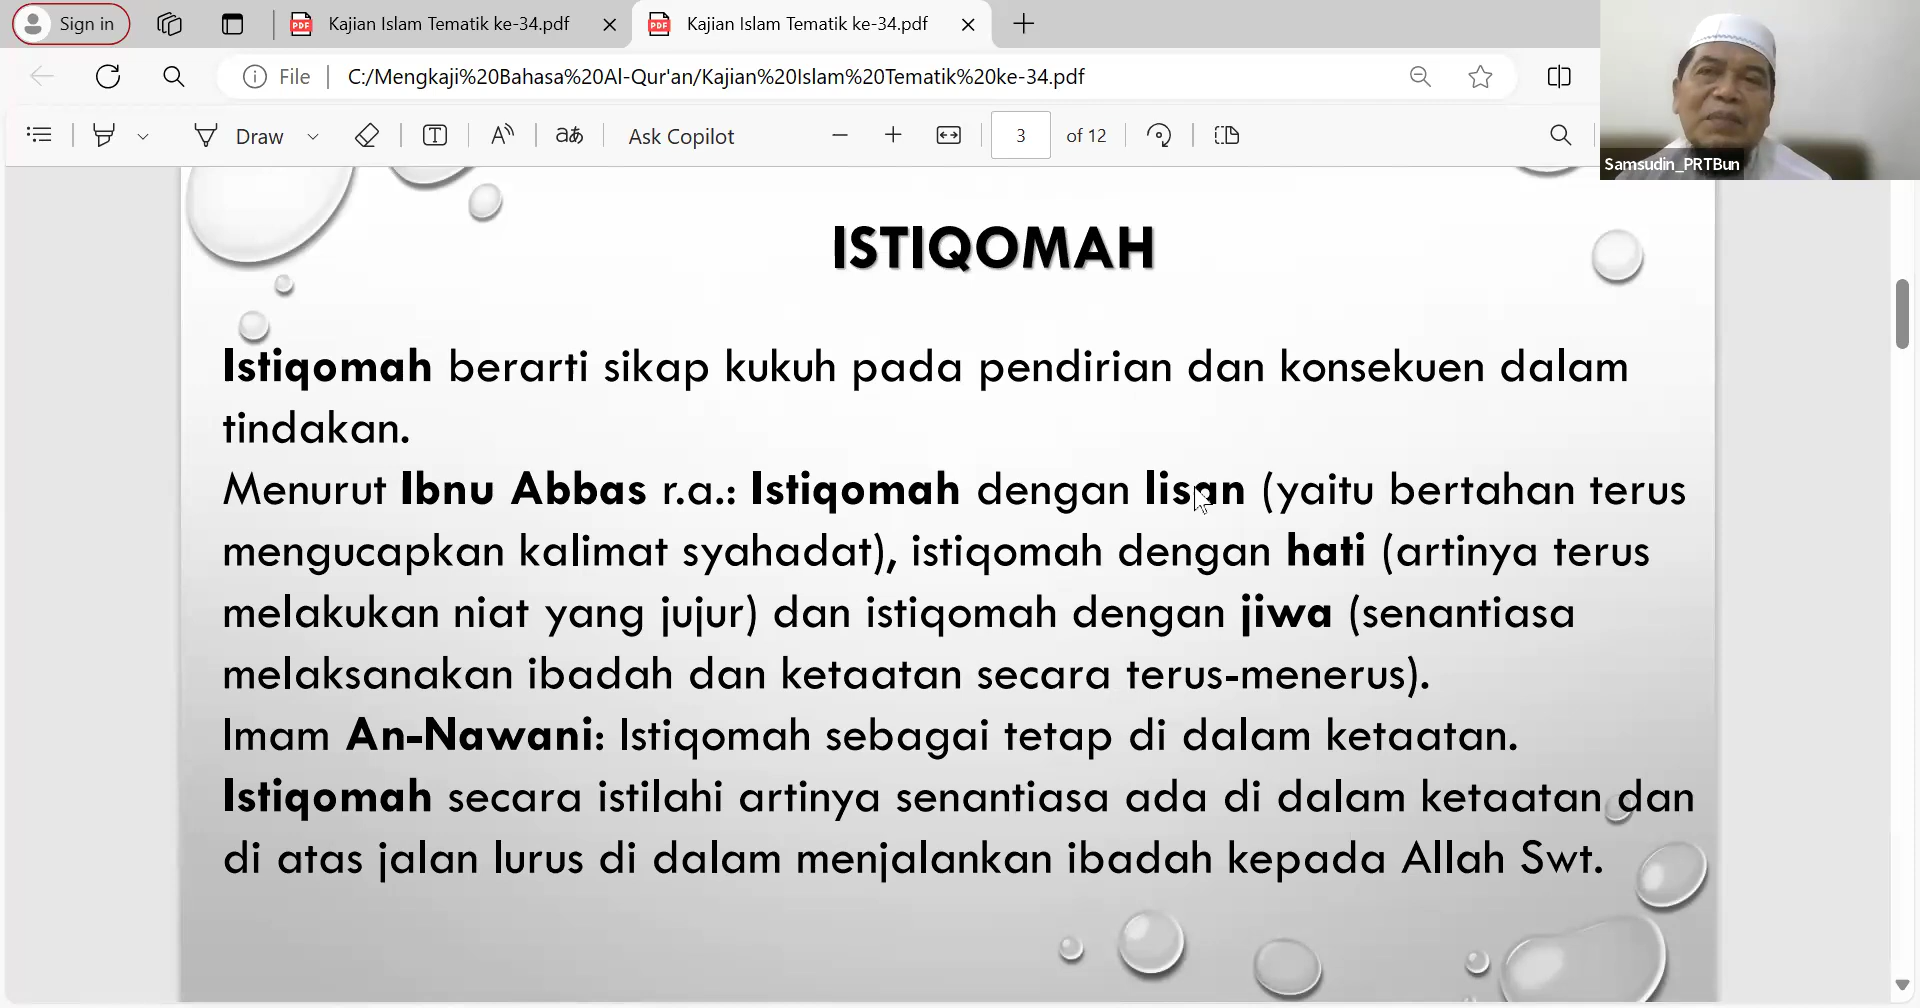 Sign in
Kajian Islam Tematik ke-34.pdf
Kajian Islam Tematik ke-34.pdf
File
C:/Mengkaji%20Bahasa%20Al-Qur'an/Kajian%20Islam%20Tematik%20ke-34.pdf
Draw
aあ
Ask Copilot
3 of 12
Samsudin_PRTBun
ISTIQOMAH
Istiqomah berarti sikap kukuh pada pendirian dan konsekuen dalam
tindakan.
Menurut Ibnu Abbas r.a.: Istiqomah dengan lisan (yaitu bertahan terus
mengucapkan kalimat syahadat), istiqomah dengan hati (artinya terus
melakukan niat yang jujur) dan istiqomah dengan jiwa (senantiasa
melaksanakan ibadah dan ketaatan secara terus-menerus).
Imam An-Nawani: Istiqomah sebagai tetap di dalam ketaatan.
Istiqomah secara istilahi artinya senantiasa ada di dalam ketaatan dan
di atas jalan lurus di dalam menjalankan ibadah kepada Allah Swt.